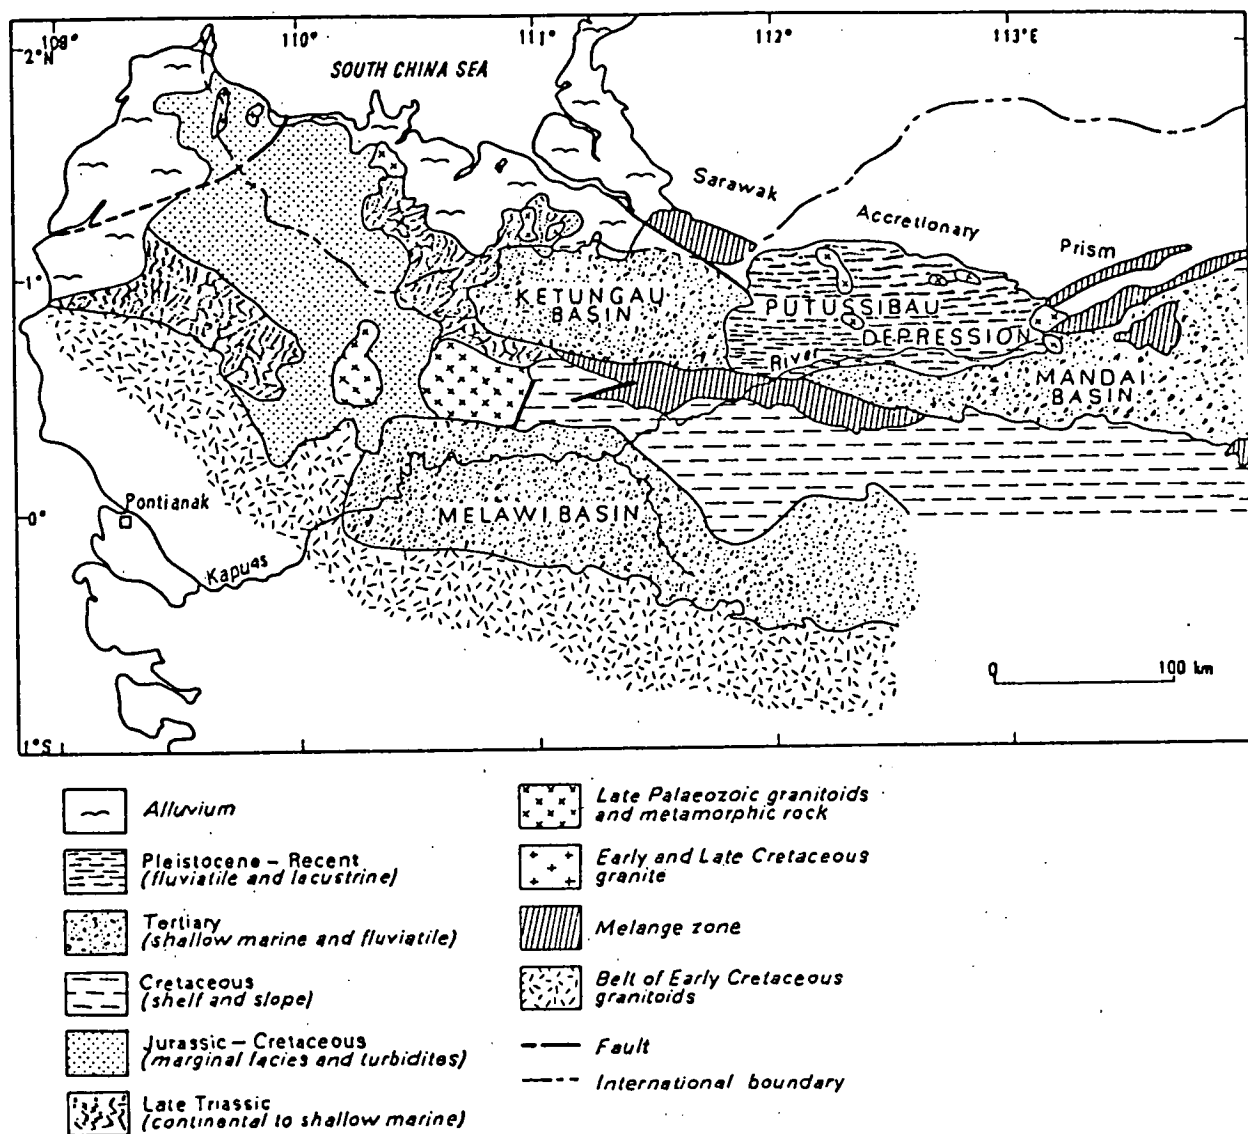 108° 110° 111° 112° 113°E
2°N
SOUTH CHINA SEA
Sarawak
Accretionary
Prism
1°
KETUNGAU
BASIN
PUTUSSIBAU
DEPRESSION
River
MANDAI
BASIN
Pontianak
0°
MELAWI BASIN
Kapuas
0 100 km
1°S
Alluvium
Pleistocene – Recent
(fluviatile and lacustrine)
Tertiary
(shallow marine and fluviatile)
Cretaceous
(shelf and slope)
Jurassic – Cretaceous
(marginal facies and turbidites)
Late Triassic
(continental to shallow marine)
Late Palaeozoic granitoids
and metamorphic rock
Early and Late Cretaceous
granite
Melange zone
Belt of Early Cretaceous
granitoids
Fault
International boundary